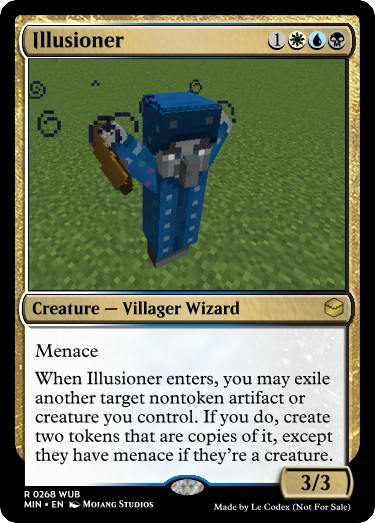 Illusioner 1
Creature — Villager Wizard
Menace
When Illusioner enters, you may exile
another target nontoken artifact or
creature you control. If you do, create
two tokens that are copies of it, except
they have menace if they're a creature.
3/3
R 0268 WUB
MIN • EN Mojang Studios
Made by Le Codex (Not For Sale)